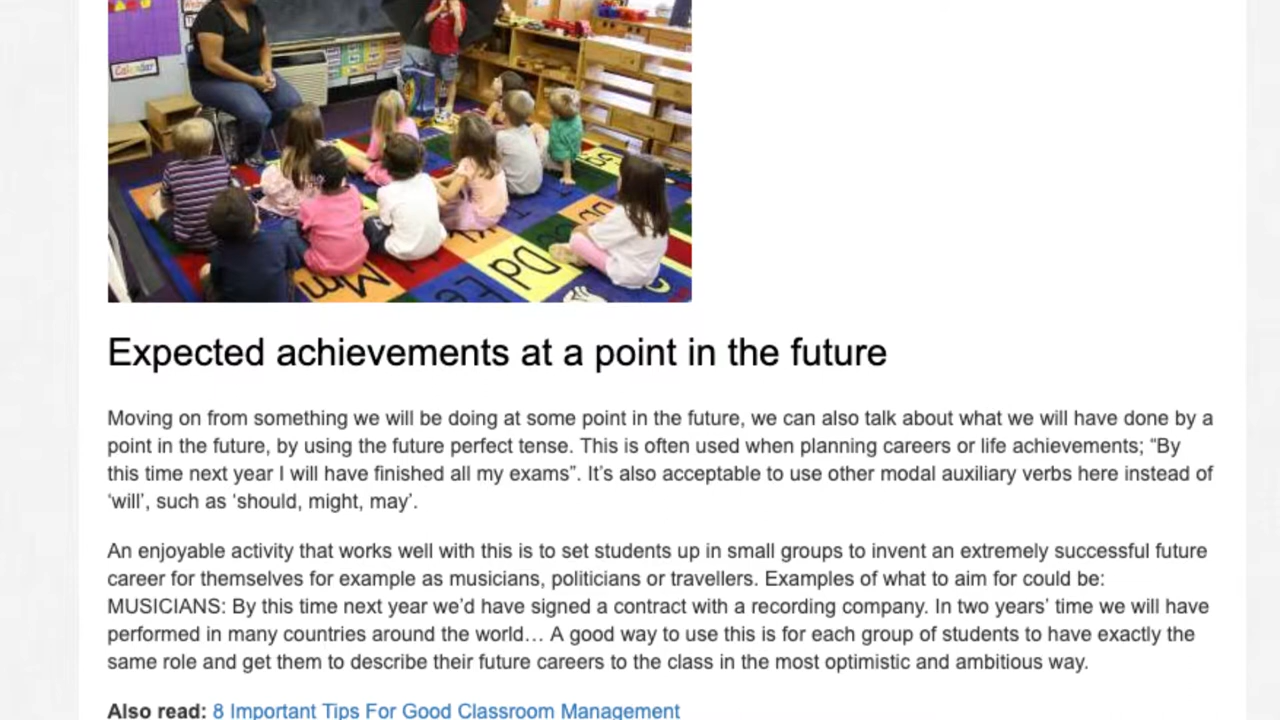 Calendar
Mm
Dd
Expected achievements at a point in the future
Moving on from something we will be doing at some point in the future, we can also talk about what we will have done by a
point in the future, by using the future perfect tense. This is often used when planning careers or life achievements; “By
this time next year I will have finished all my exams”. It’s also acceptable to use other modal auxiliary verbs here instead of
‘will’, such as ‘should, might, may’.
An enjoyable activity that works well with this is to set students up in small groups to invent an extremely successful future
career for themselves for example as musicians, politicians or travellers. Examples of what to aim for could be:
MUSICIANS: By this time next year we’d have signed a contract with a recording company. In two years’ time we will have
performed in many countries around the world… A good way to use this is for each group of students to have exactly the
same role and get them to describe their future careers to the class in the most optimistic and ambitious way.
Also read: 8 Important Tips For Good Classroom Management